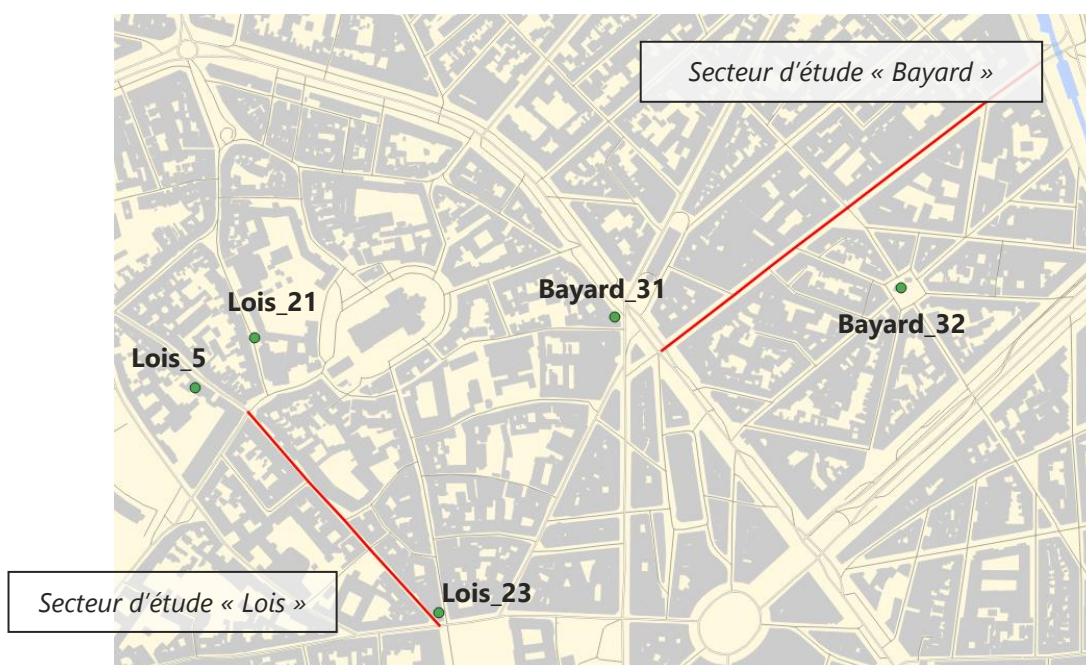 Secteur d'étude « Bayard »
Bayard_31
Lois_21
Bayard_32
Lois_5
Lois_23
Secteur d'étude « Lois »